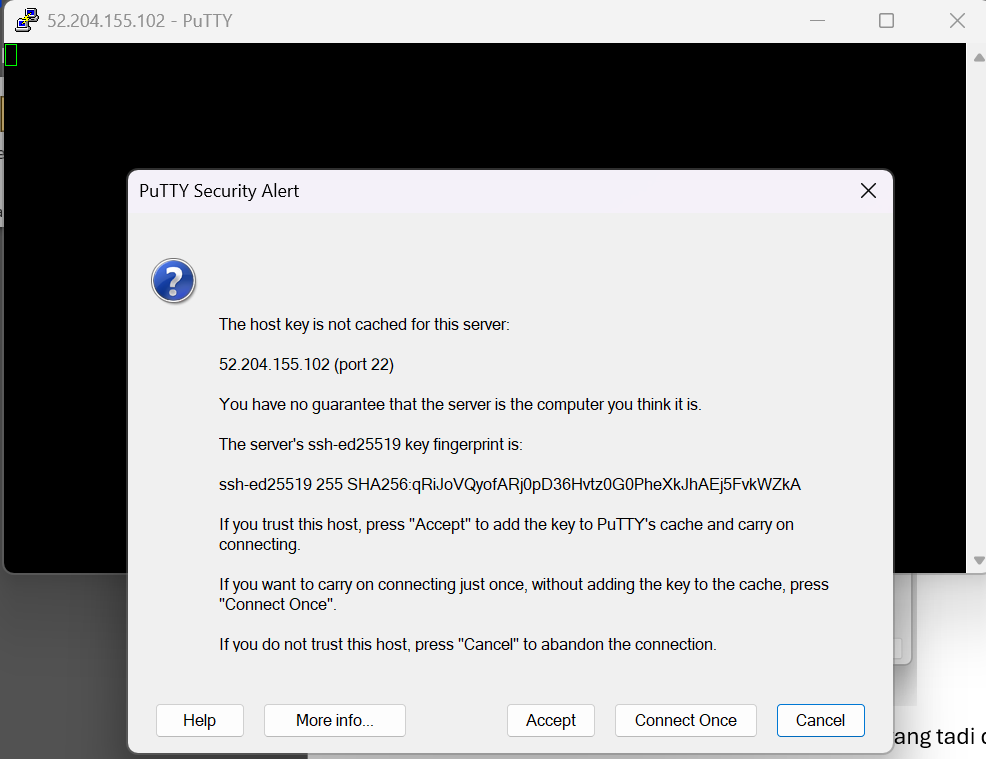 52.204.155.102 - PuTTY
PuTTY Security Alert
The host key is not cached for this server:
52.204.155.102 (port 22)
You have no guarantee that the server is the computer you think it is.
The server's ssh-ed25519 key fingerprint is:
ssh-ed25519 255 SHA256:qRiJoVQyofARj0pD36Hvtz0G0PheXkJhAEj5FvkWZkA
If you trust this host, press "Accept" to add the key to PuTTY's cache and carry on
connecting.
If you want to carry on connecting just once, without adding the key to the cache, press
"Connect Once".
If you do not trust this host, press "Cancel" to abandon the connection.
Help
More info...
Accept
Connect Once
Cancel
tadi